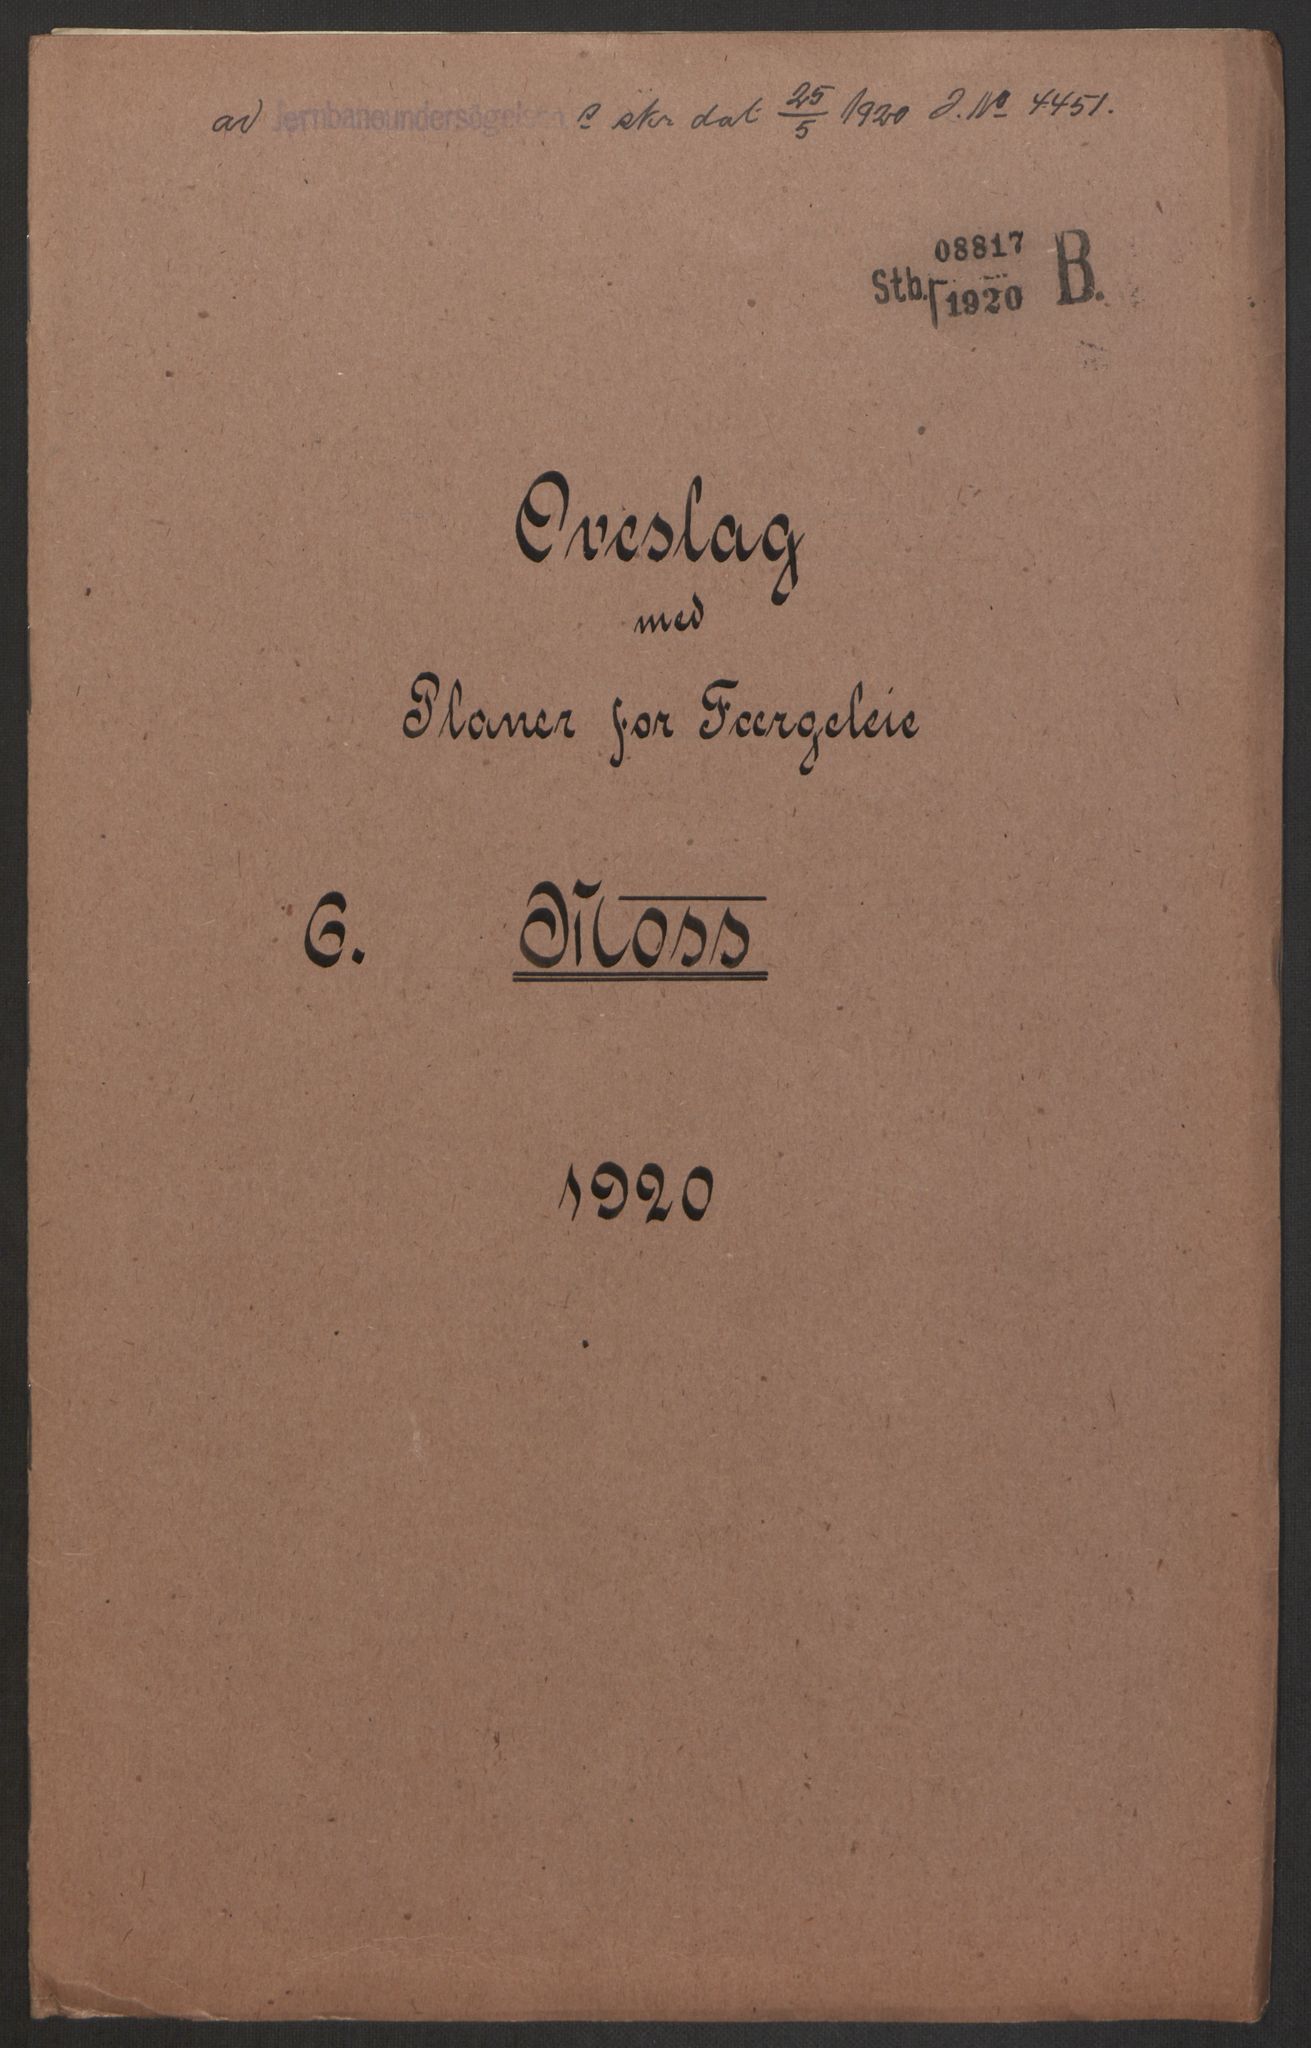 av Jernbaneundersøgelsen s skr dat 25/5 1920 J. No 4451.
08817
Stb. 1920 B.
Oveslag
med
Planer for Færgeleie
6. Moss
1920